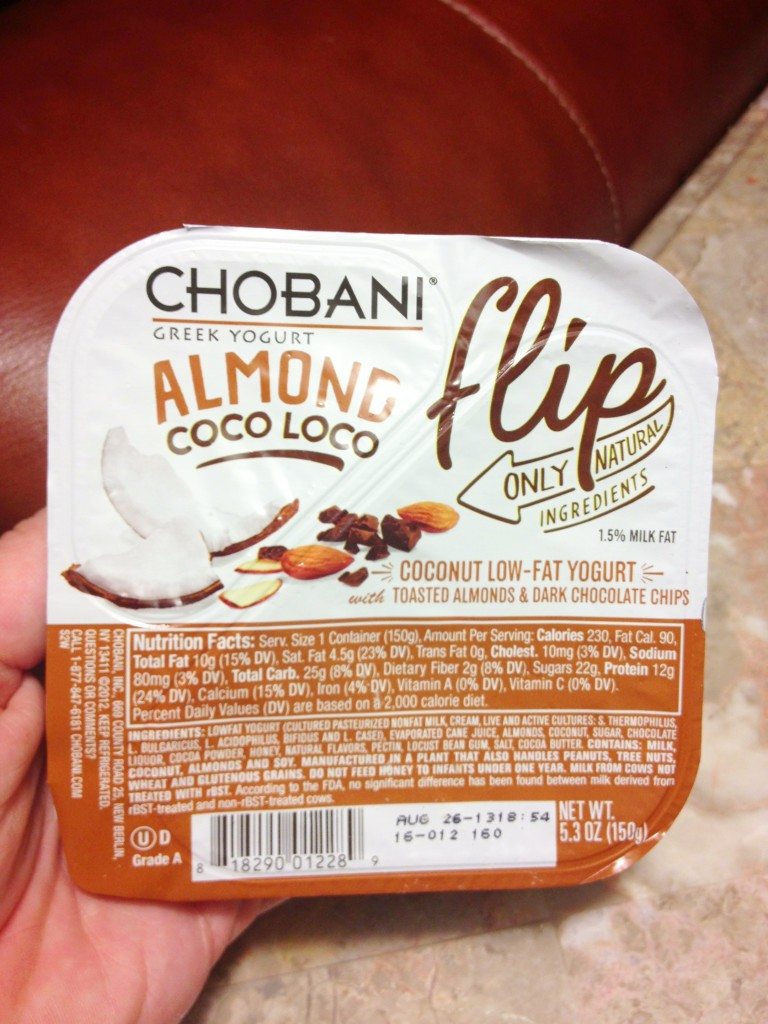 CHOBANI®
GREEK YOGURT
ALMOND
COCO LOCO
flip
ONLY NATURAL
INGREDIENTS
1.5% MILK FAT
COCONUT LOW-FAT YOGURT
with TOASTED ALMONDS & DARK CHOCOLATE CHIPS
Nutrition Facts: Serv. Size 1 Container (150g), Amount Per Serving: Calories 230, Fat Cal. 90,
Total Fat 10g (15% DV), Sat. Fat 4.5g (23% DV), Trans Fat 0g, Cholest. 10mg (3% DV), Sodium
80mg (3% DV), Total Carb. 25g (8% DV), Dietary Fiber 2g (8% DV), Sugars 22g, Protein 12g
(24% DV), Calcium (15% DV), Iron (4% DV), Vitamin A (0% DV), Vitamin C (0% DV).
Percent Daily Values (DV) are based on a 2,000 calorie diet.
INGREDIENTS: LOWFAT YOGURT (CULTURED PASTEURIZED NONFAT MILK, CREAM, LIVE AND ACTIVE CULTURES: S. THERMOPHILUS,
L. BULGARICUS, L. ACIDOPHILUS, BIFIDUS AND L. CASEI), EVAPORATED CANE JUICE, ALMONDS, COCONUT, SUGAR, CHOCOLATE
LIQUOR, COCOA POWDER, HONEY, NATURAL FLAVORS, PECTIN, LOCUST BEAN GUM, SALT, COCOA BUTTER. CONTAINS: MILK,
COCONUT, ALMONDS AND SOY. MANUFACTURED IN A PLANT THAT ALSO HANDLES PEANUTS, TREE NUTS,
WHEAT AND GLUTENOUS GRAINS. DO NOT FEED HONEY TO INFANTS UNDER ONE YEAR. MILK FROM COWS NOT
TREATED WITH rBST. According to the FDA, no significant difference has been found between milk derived from
rBST-treated and non-rBST-treated cows.
CHOBANI, INC. 669 COUNTY ROAD 25, NEW BERLIN,
NY 13411 ©2012. KEEP REFRIGERATED.
QUESTIONS OR COMMENTS?
CALL 1-877-847-6181 CHOBANI.COM
S2W
U D
Grade A
8 18290 01228 9
AUG 26-1318:54
16-012 160
NET WT.
5.3 OZ (150g)